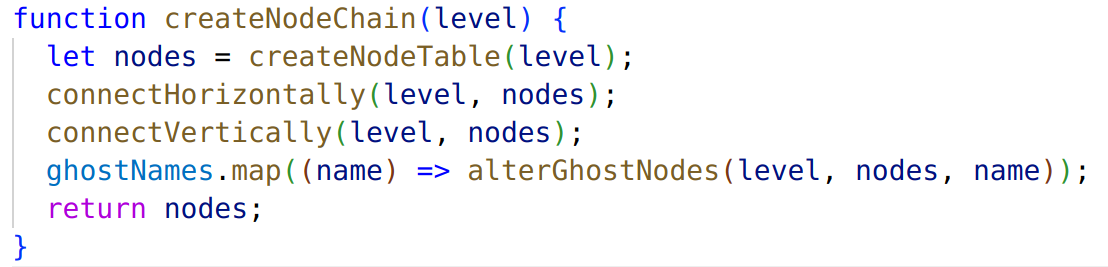 function createNodeChain(level) {
  let nodes = createNodeTable(level);
  connectHorizontally(level, nodes);
  connectVertically(level, nodes);
  ghostNames.map((name) => alterGhostNodes(level, nodes, name));
  return nodes;
}